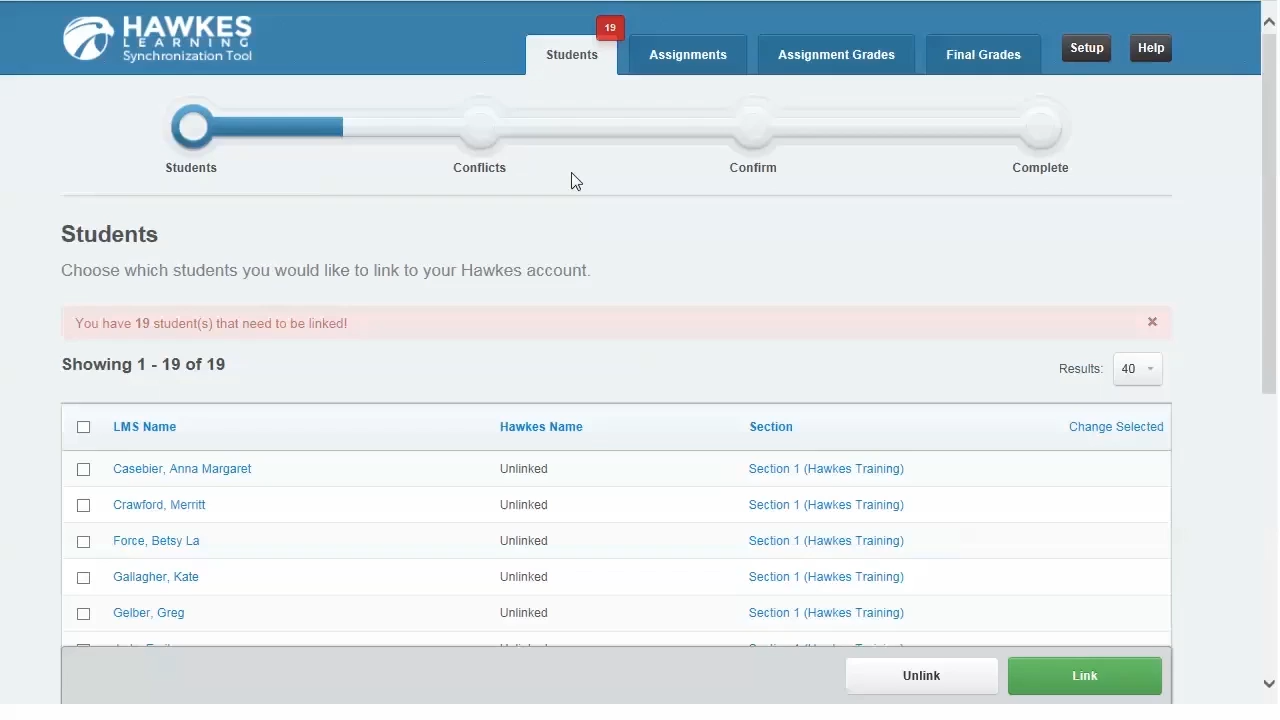 HAWKES
LEARNING
Synchronization Tool
Students
19
Assignments
Assignment Grades
Final Grades
Setup
Help
Students
Conflicts
Confirm
Complete
Students
Choose which students you would like to link to your Hawkes account.
You have 19 student(s) that need to be linked!
Showing 1 - 19 of 19
Results: 40
LMS Name Hawkes Name Section Change Selected
Casebier, Anna Margaret Unlinked Section 1 (Hawkes Training)
Crawford, Merritt Unlinked Section 1 (Hawkes Training)
Force, Betsy La Unlinked Section 1 (Hawkes Training)
Gallagher, Kate Unlinked Section 1 (Hawkes Training)
Gelber, Greg Unlinked Section 1 (Hawkes Training)
Unlink
Link